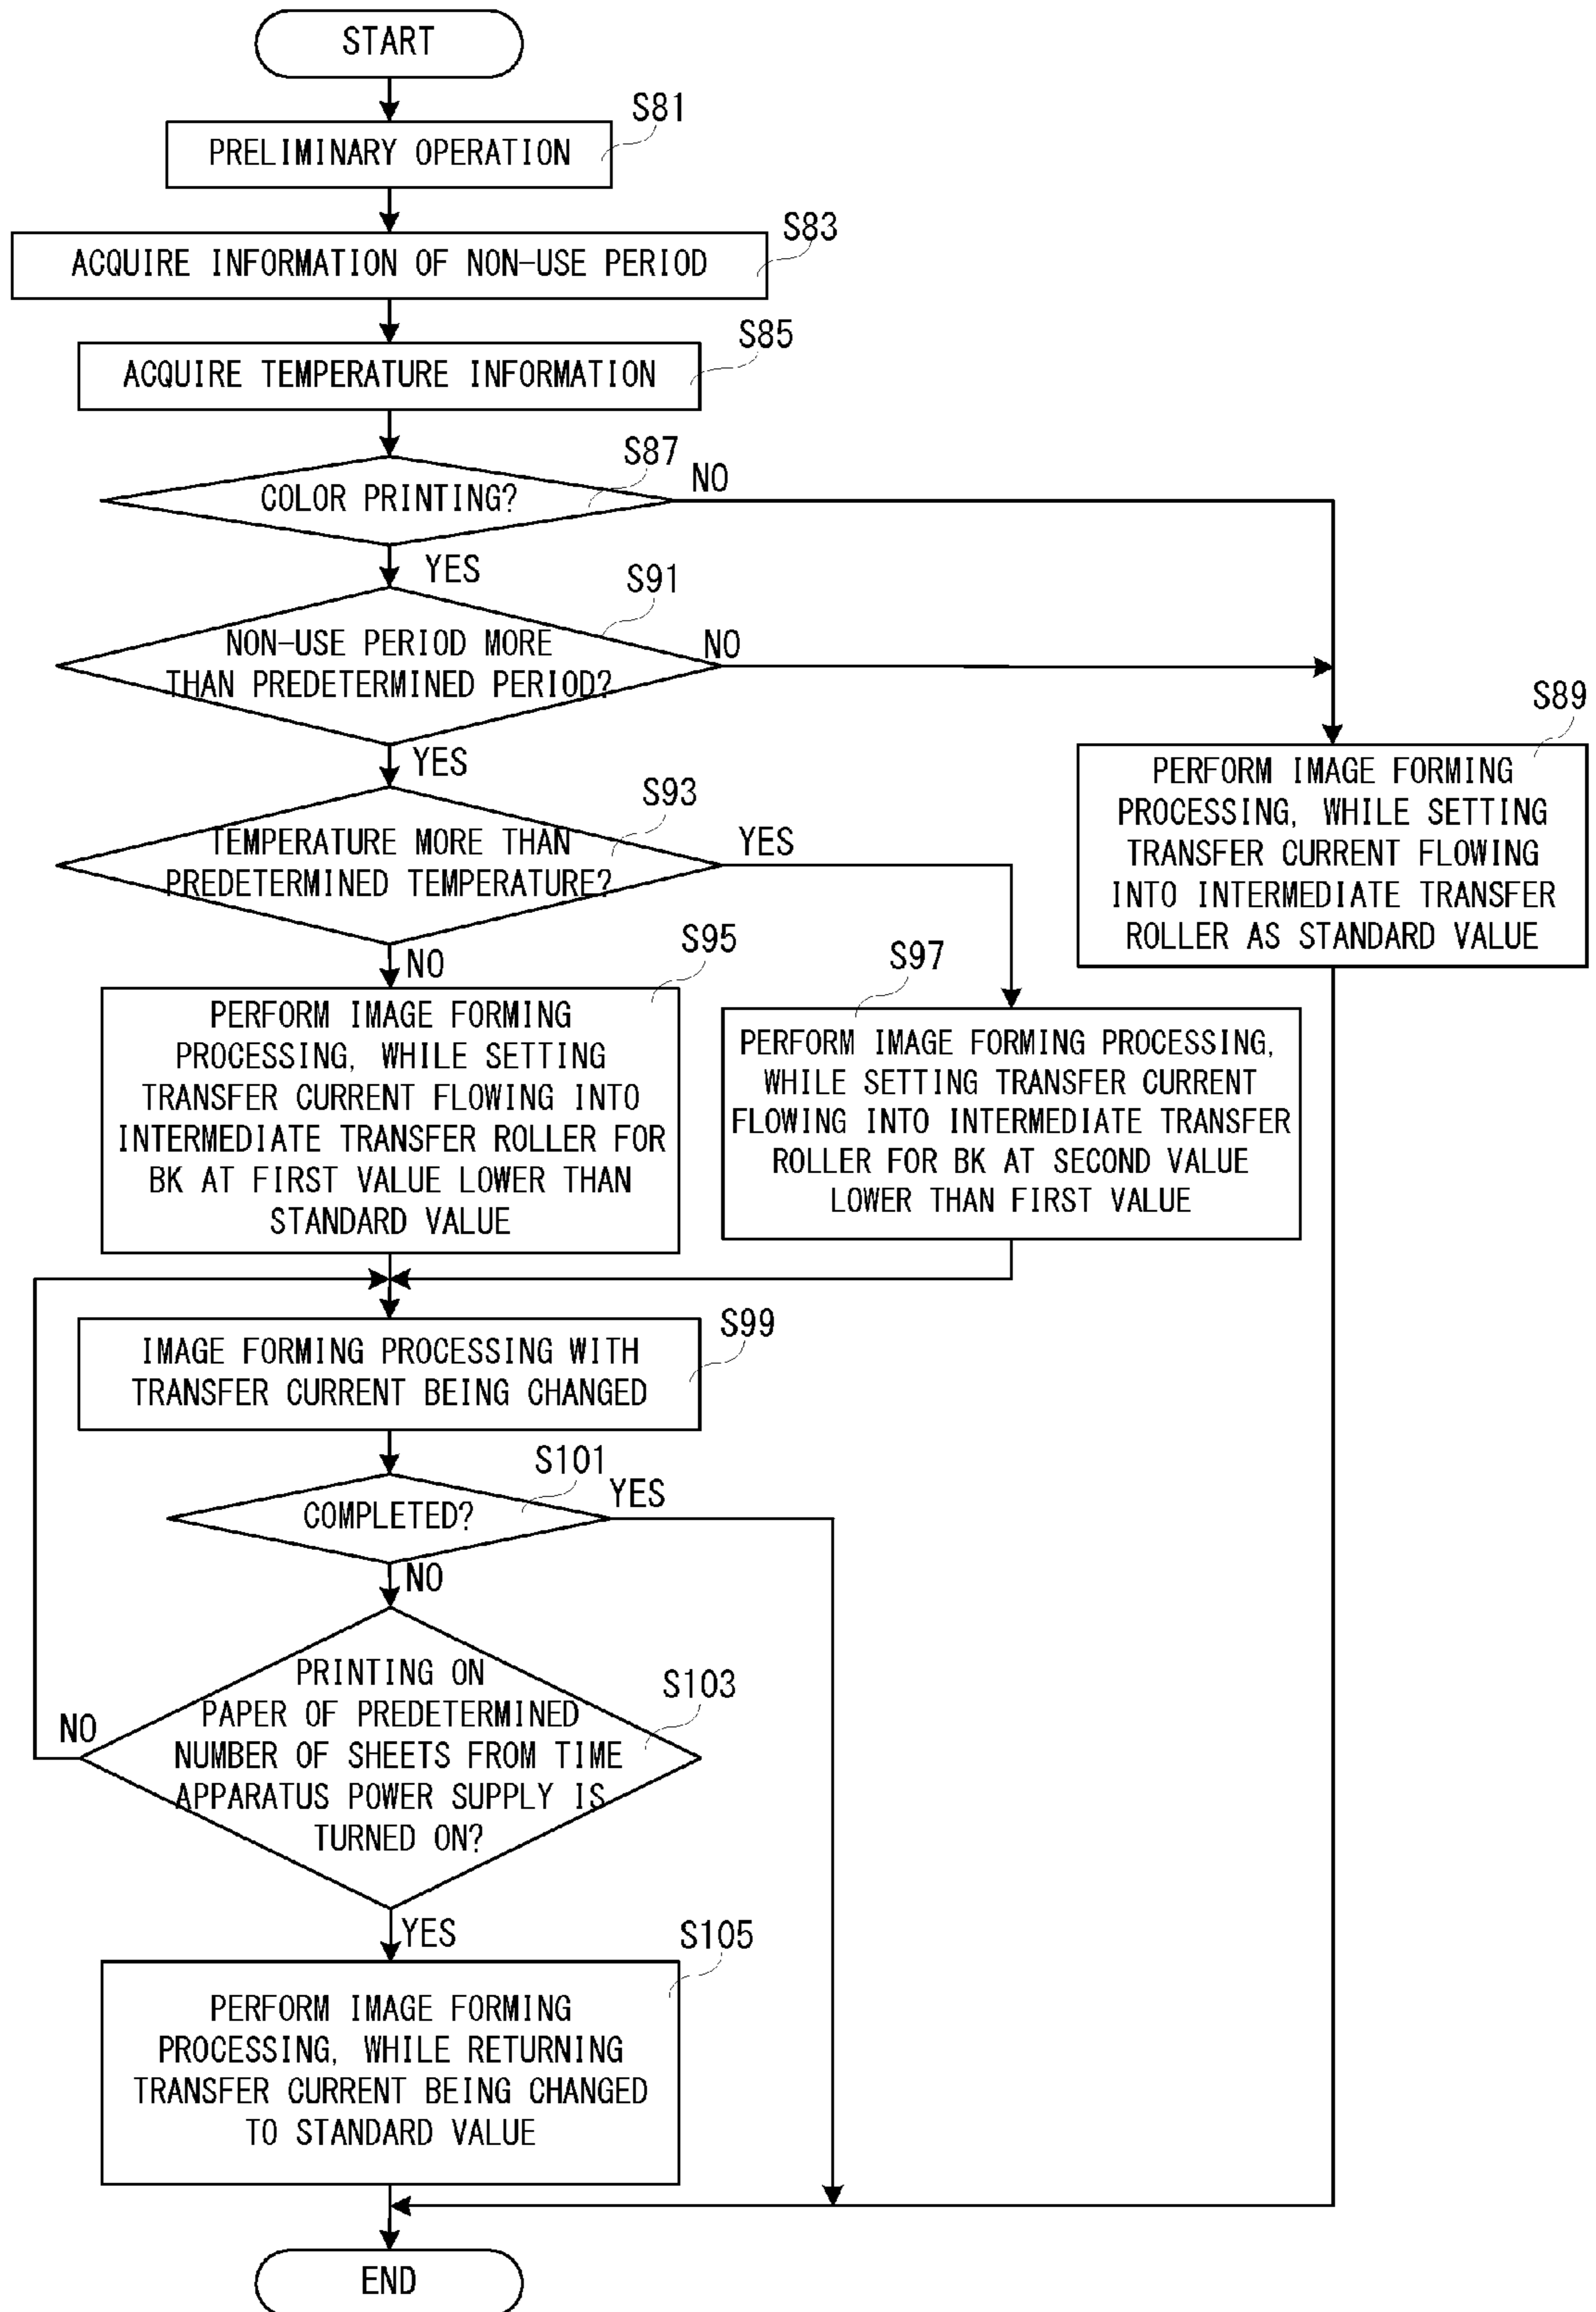 START
S81
PRELIMINARY OPERATION
S83
ACQUIRE INFORMATION OF NON-USE PERIOD
S85
ACQUIRE TEMPERATURE INFORMATION
S87
COLOR PRINTING?
NO
YES
S91
NON-USE PERIOD MORE
THAN PREDETERMINED PERIOD?
NO
YES
S89
PERFORM IMAGE FORMING
PROCESSING, WHILE SETTING
TRANSFER CURRENT FLOWING
INTO INTERMEDIATE TRANSFER
ROLLER AS STANDARD VALUE
S93
TEMPERATURE MORE THAN
PREDETERMINED TEMPERATURE?
YES
NO
S95
PERFORM IMAGE FORMING
PROCESSING, WHILE SETTING
TRANSFER CURRENT FLOWING INTO
INTERMEDIATE TRANSFER ROLLER FOR
BK AT FIRST VALUE LOWER THAN
STANDARD VALUE
S97
PERFORM IMAGE FORMING PROCESSING,
WHILE SETTING TRANSFER CURRENT
FLOWING INTO INTERMEDIATE TRANSFER
ROLLER FOR BK AT SECOND VALUE
LOWER THAN FIRST VALUE
S99
IMAGE FORMING PROCESSING WITH
TRANSFER CURRENT BEING CHANGED
S101
COMPLETED?
YES
NO
S103
PRINTING ON
PAPER OF PREDETERMINED
NUMBER OF SHEETS FROM TIME
APPARATUS POWER SUPPLY IS
TURNED ON?
NO
YES
S105
PERFORM IMAGE FORMING
PROCESSING, WHILE RETURNING
TRANSFER CURRENT BEING CHANGED
TO STANDARD VALUE
END